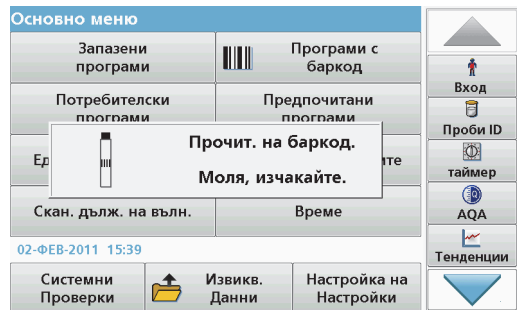 Основно меню
Запазени
програми
Програми с
баркод
Потребителски
програми
Предпочитани
програми
Прочит. на баркод.
Моля, изчакайте.
Скан. дълж. на вълн.
Време
02-ФЕВ-2011 15:39
Системни
Проверки
Извикв.
Данни
Настройка на
Настройки
Вход
Проби ID
таймер
AQA
Тенденции